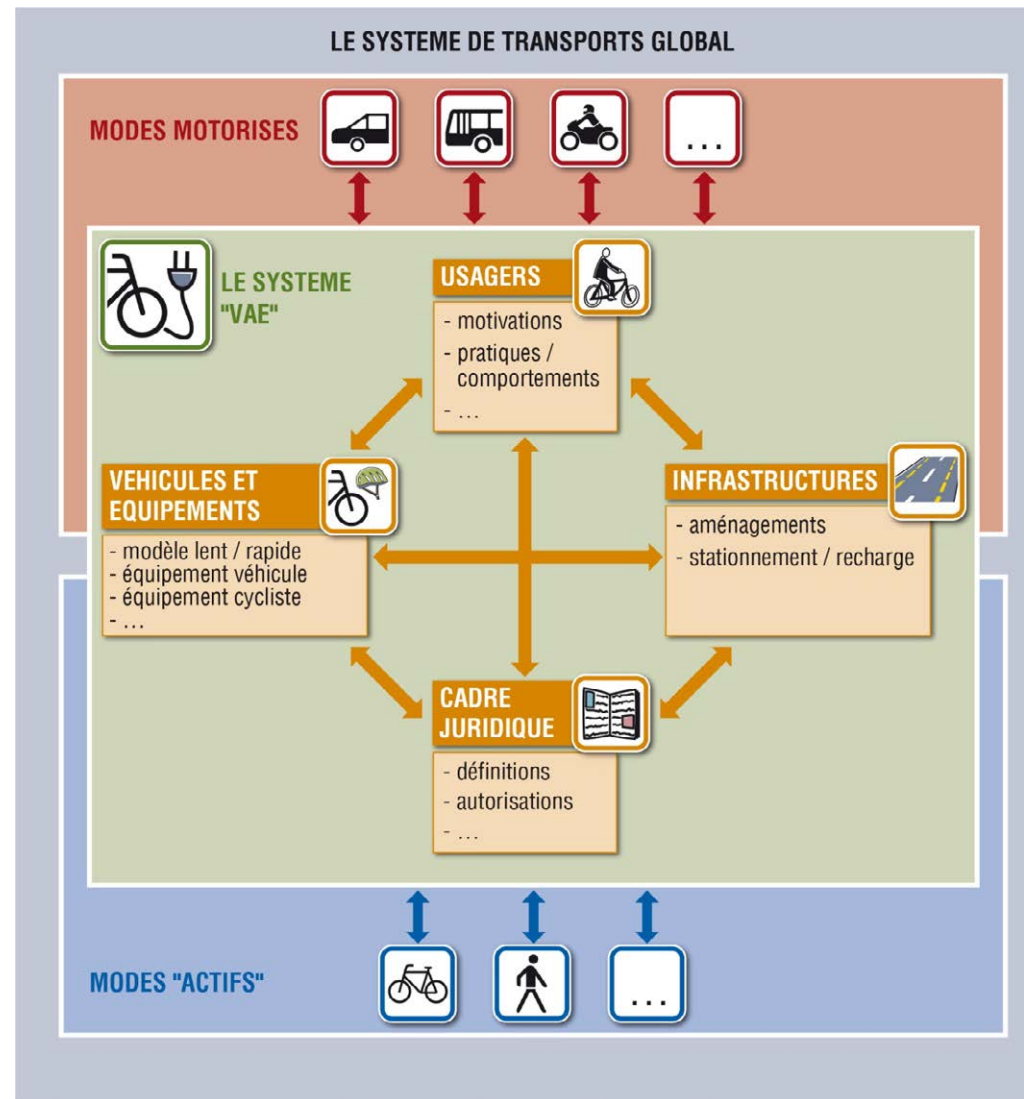 LE SYSTEME DE TRANSPORTS GLOBAL
MODES MOTORISES
...
LE SYSTEME
"VAE"
USAGERS
- motivations
- pratiques /
comportements
- ...
VEHICULES ET
EQUIPEMENTS
- modèle lent / rapide
- équipement véhicule
- équipement cycliste
- ...
INFRASTRUCTURES
- aménagements
- stationnement / recharge
CADRE
JURIDIQUE
- définitions
- autorisations
- ...
MODES "ACTIFS"
...